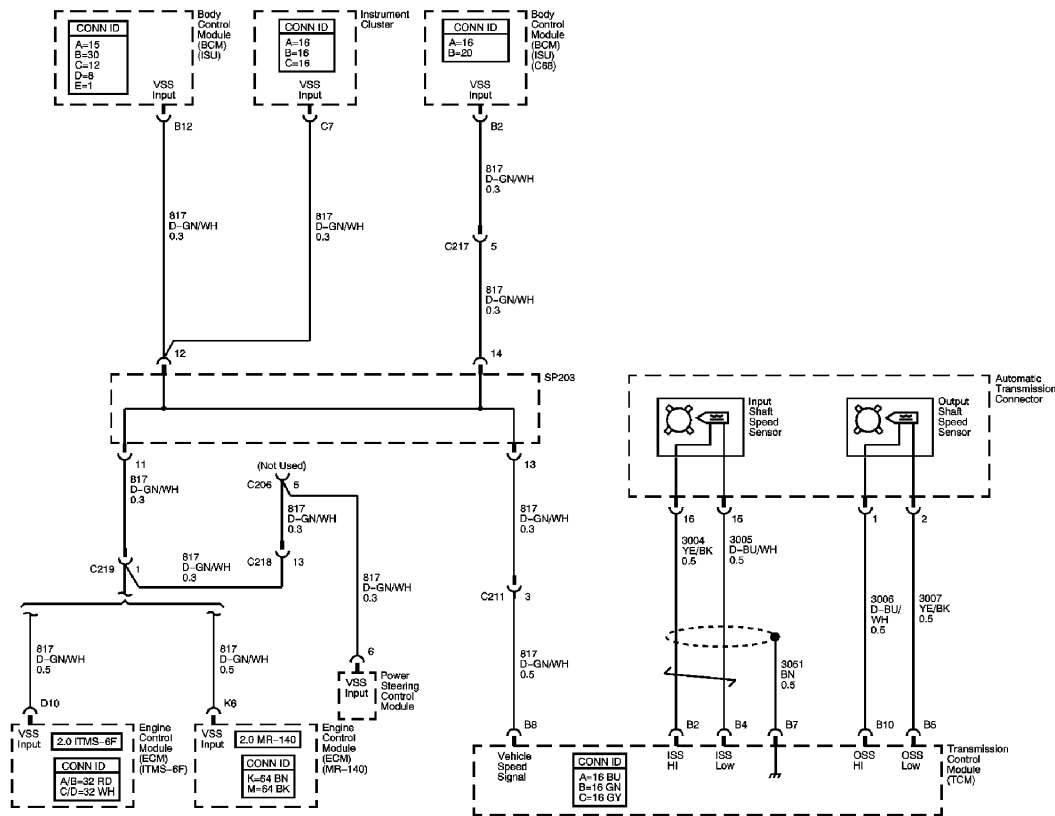 Body
Control
Module
(BCM)
(ISU)
CONN ID
A=15
B=30
C=12
D=8
E=1
VSS
Input
Instrument
Cluster
CONN ID
A=16
B=16
C=16
VSS
Input
Body
Control
Module
(BCM)
(ISU)
(C68)
CONN ID
A=16
B=20
VSS
Input
B12
C7
B2
817
D-GN/WH
0.3
817
D-GN/WH
0.3
817
D-GN/WH
0.3
C217
5
817
D-GN/WH
0.3
12
14
SP203
11
13
817
D-GN/WH
0.3
(Not Used)
C206
5
817
D-GN/WH
0.3
817
D-GN/WH
0.3
C219
1
817
D-GN/WH
0.3
C218
13
817
D-GN/WH
0.3
C211
3
817
D-GN/WH
0.5
817
D-GN/WH
0.5
817
D-GN/WH
0.5
6
VSS
Input
Power
Steering
Control
Module
D10
K6
VSS
Input
2.0 ITMS-6F
CONN ID
A/B=32 RD
C/D=32 WH
Engine
Control
Module
(ECM)
(ITMS-6F)
VSS
Input
2.0 MR-140
CONN ID
K=64 BN
M=64 BK
Engine
Control
Module
(ECM)
(MR-140)
Automatic
Transmission
Connector
Input
Shaft
Speed
Sensor
Output
Shaft
Speed
Sensor
16
15
1
2
3004
YE/BK
0.5
3005
D-BU/WH
0.5
3006
D-BU/
WH
0.5
3007
YE/BK
0.5
3051
BN
0.5
B8
B2
B4
B7
B10
B5
Vehicle
Speed
Signal
CONN ID
A=16 BU
B=16 GN
C=16 GY
ISS
HI
ISS
Low
OSS
HI
OSS
Low
Transmission
Control
Module
(TCM)